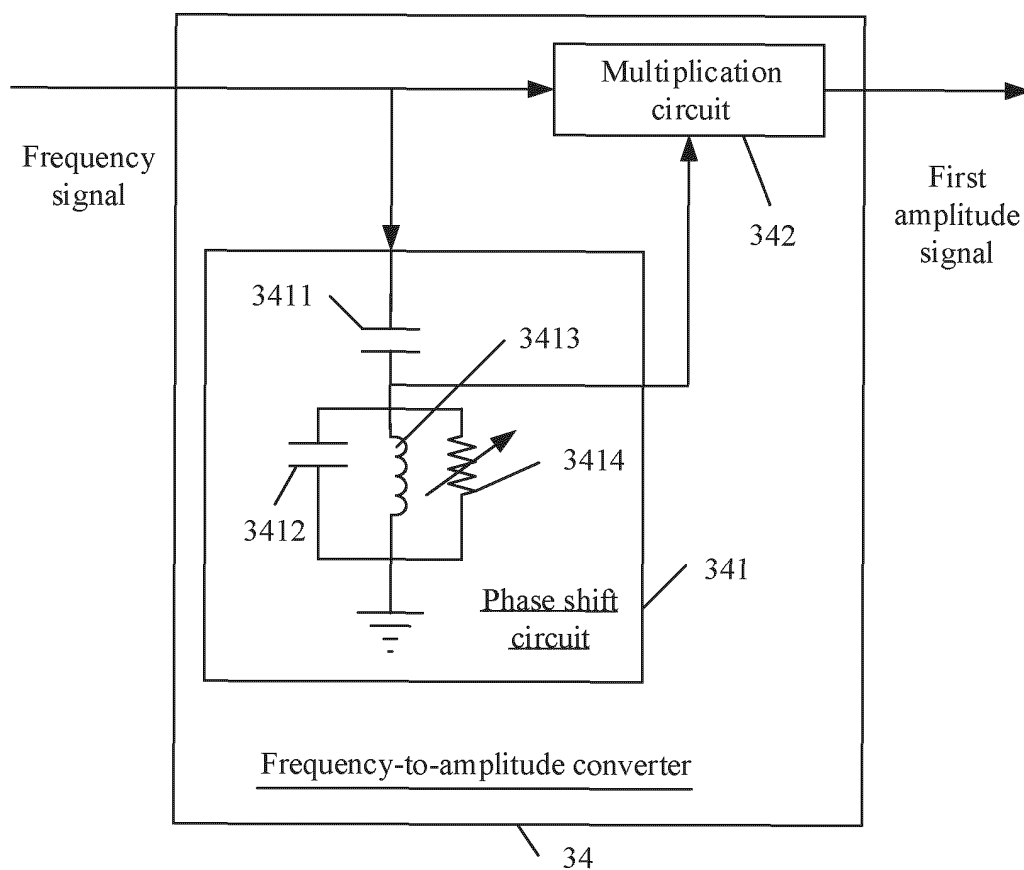 Multiplication
circuit
Frequency
signal
First
amplitude
signal
342
3411
3413
3414
3412
341
Phase shift
circuit
Frequency-to-amplitude converter
34